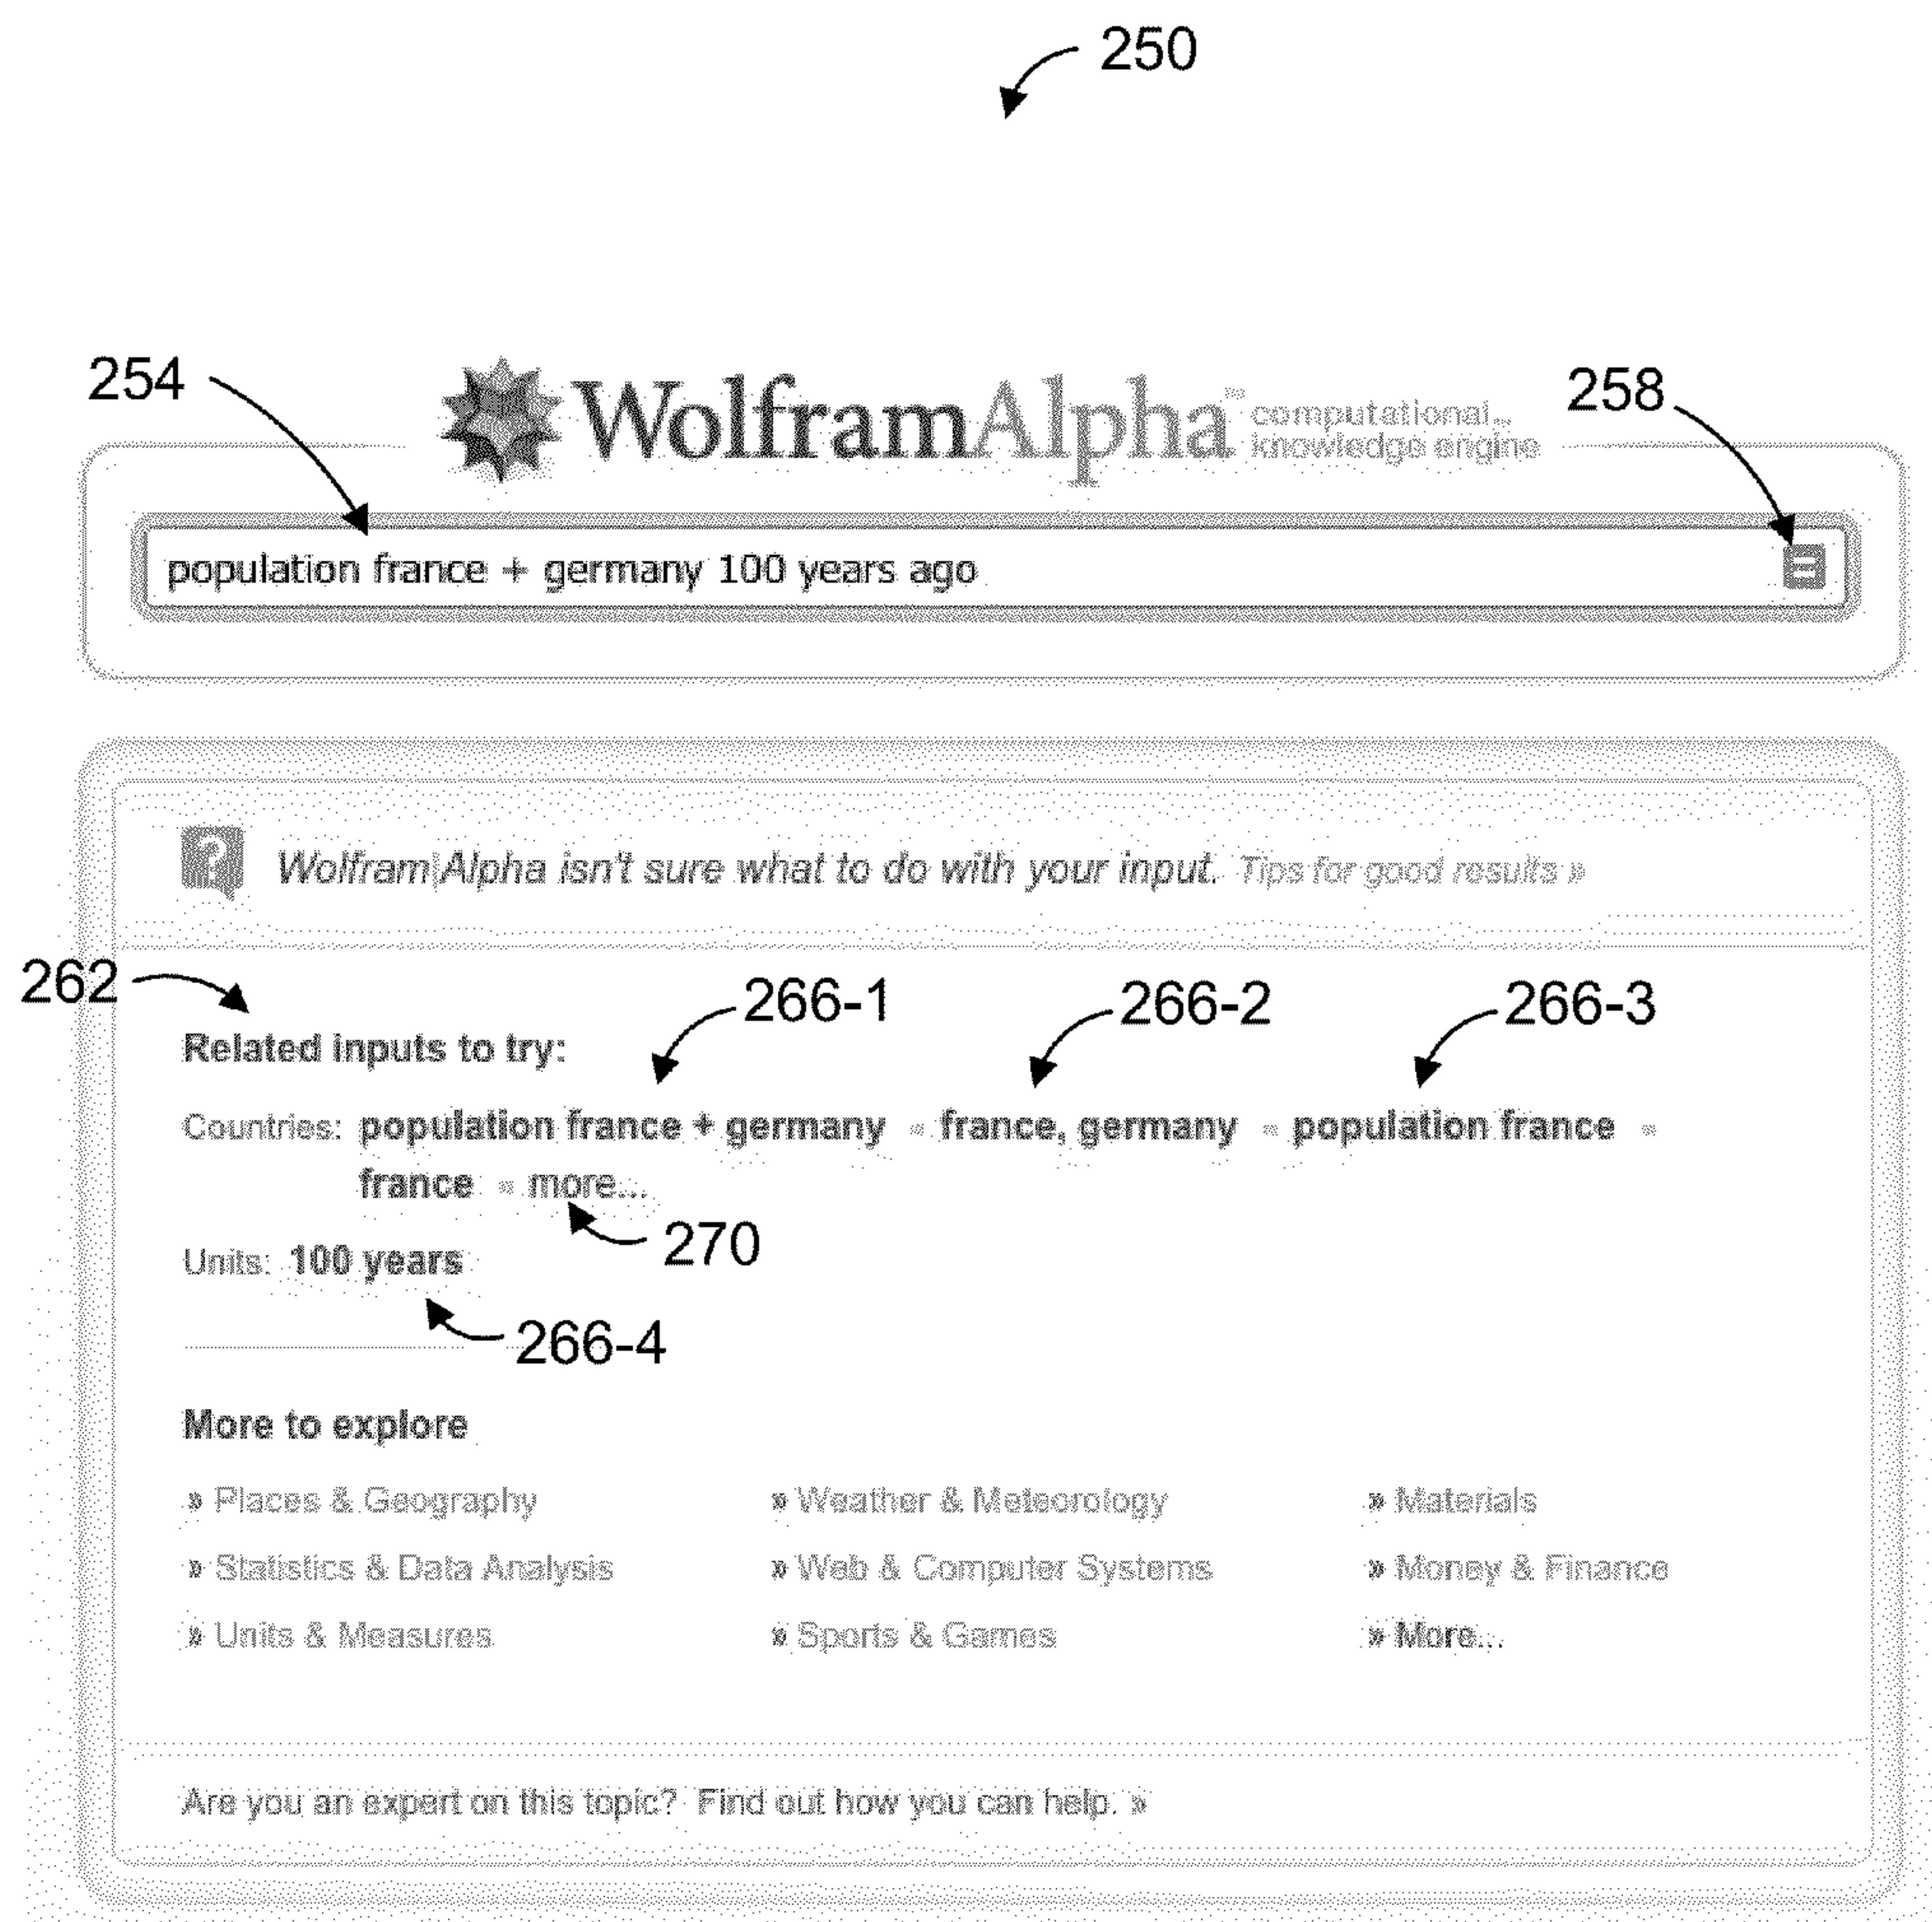 250
254
WolframAlpha™ computational™
knowledge engine
258
population france + germany 100 years ago
Wolfram|Alpha isn't sure what to do with your input. Tips for good results »
262
266-1
266-2
266-3
Related inputs to try:
Countries: population france + germany france, germany population france
france more...
270
Units: 100 years
266-4
More to explore
» Places & Geography » Weather & Meteorology » Materials
» Statistics & Data Analysis » Web & Computer Systems » Money & Finance
» Units & Measures » Sports & Games » More...
Are you an expert on this topic? Find out how you can help. »